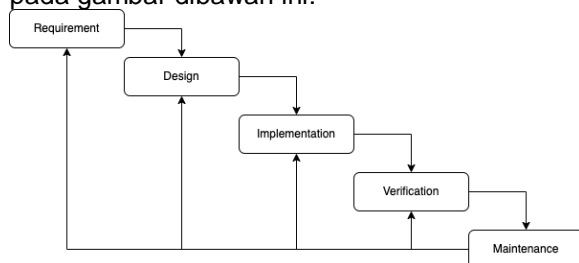 pada gambar dibawah ini.
Requirement
Design
Implementation
Verification
Maintenance